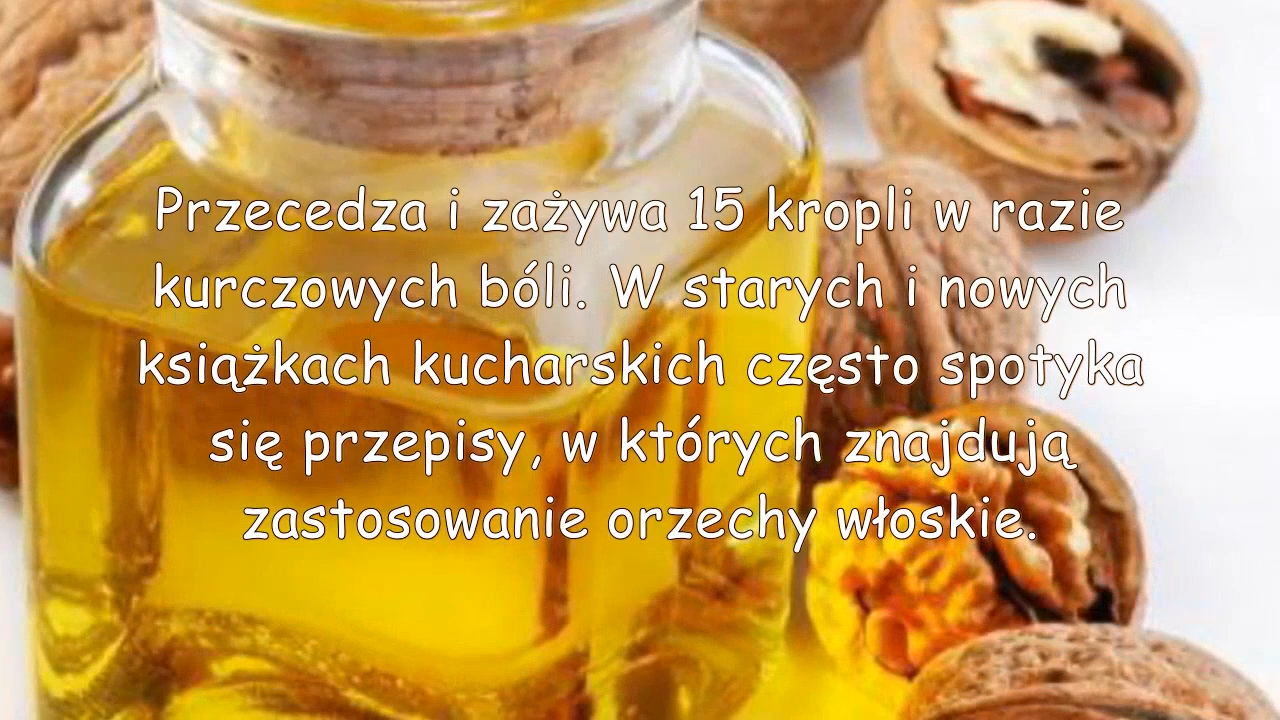 Przecedza i zażywa 15 kropli w razie
kurczowych bóli. W starych i nowych
książkach kucharskich często spotyka
się przepisy, w których znajdują
zastosowanie orzechy włoskie.